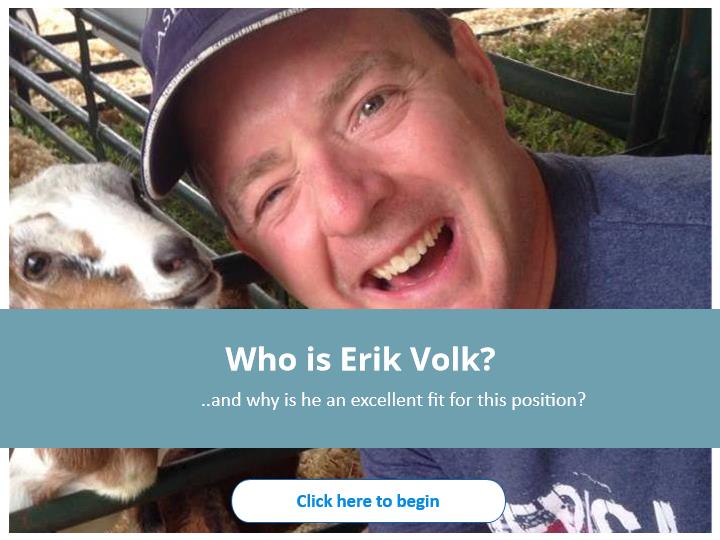 Who is Erik Volk?
..and why is he an excellent fit for this position?
Click here to begin